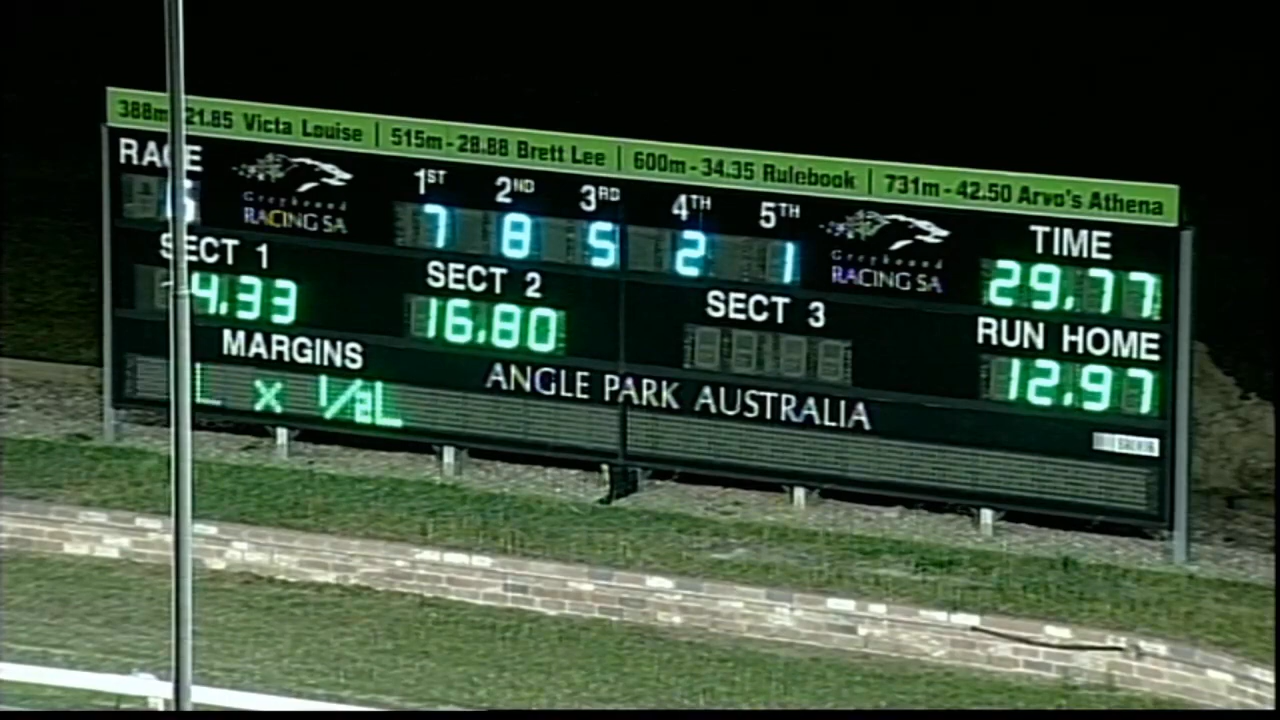 388m 21.85 Victa Louise | 515m - 28.88 Brett Lee | 600m - 34.35 Rulebook | 731m - 42.50 Arvo's Athena
RACE 1ST 2ND 3RD 4TH 5TH TIME
Greyhound RACING SA
7 8 5 2 1
Greyhound RACING SA
29.77
SECT 1 SECT 2 SECT 3 RUN HOME
4.33 16.80 12.97
MARGINS ANGLE PARK AUSTRALIA
L x 1/2L